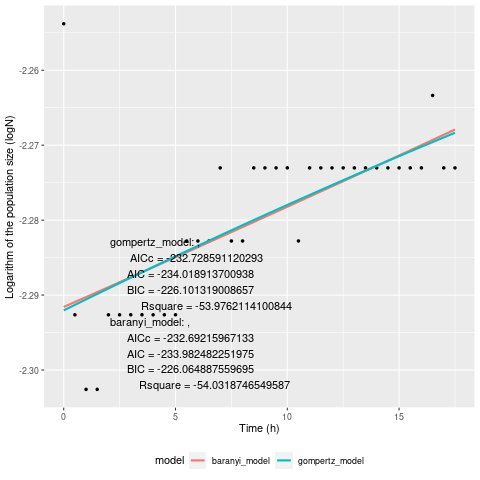 Logarithm of the population size (logN)
-2.26
-2.27
-2.28
-2.29
-2.30
gompertz_model: ,
AICc = -232.728591120293
AIC = -234.018913700938
BIC = -226.101319008657
Rsquare = -53.9762114100844
baranyi_model: ,
AICc = -232.69215967133
AIC = -233.982482251975
BIC = -226.064887559695
Rsquare = -54.0318746549587
0 5 10 15
Time (h)
model baranyi_model gompertz_model